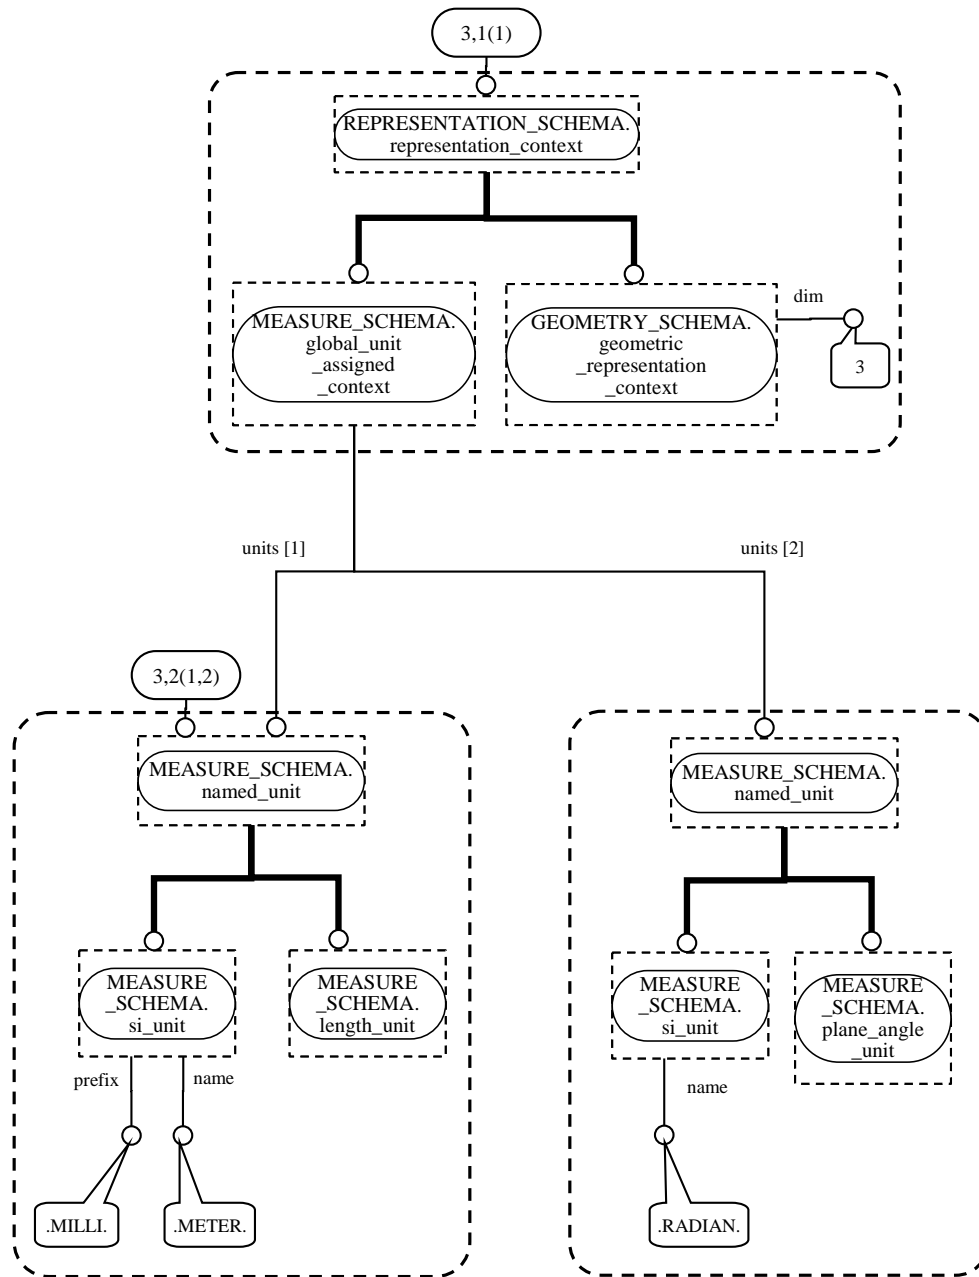 3,1(1)
REPRESENTATION_SCHEMA.
representation_context
MEASURE_SCHEMA.
global_unit
_assigned
_context
GEOMETRY_SCHEMA.
geometric
_representation
_context
dim
3
units [1]
units [2]
3,2(1,2)
MEASURE_SCHEMA.
named_unit
MEASURE_SCHEMA.
named_unit
MEASURE
_SCHEMA.
si_unit
MEASURE
_SCHEMA.
length_unit
MEASURE
_SCHEMA.
si_unit
MEASURE
_SCHEMA.
plane_angle
_unit
prefix
name
name
.MILLI.
.METER.
.RADIAN.